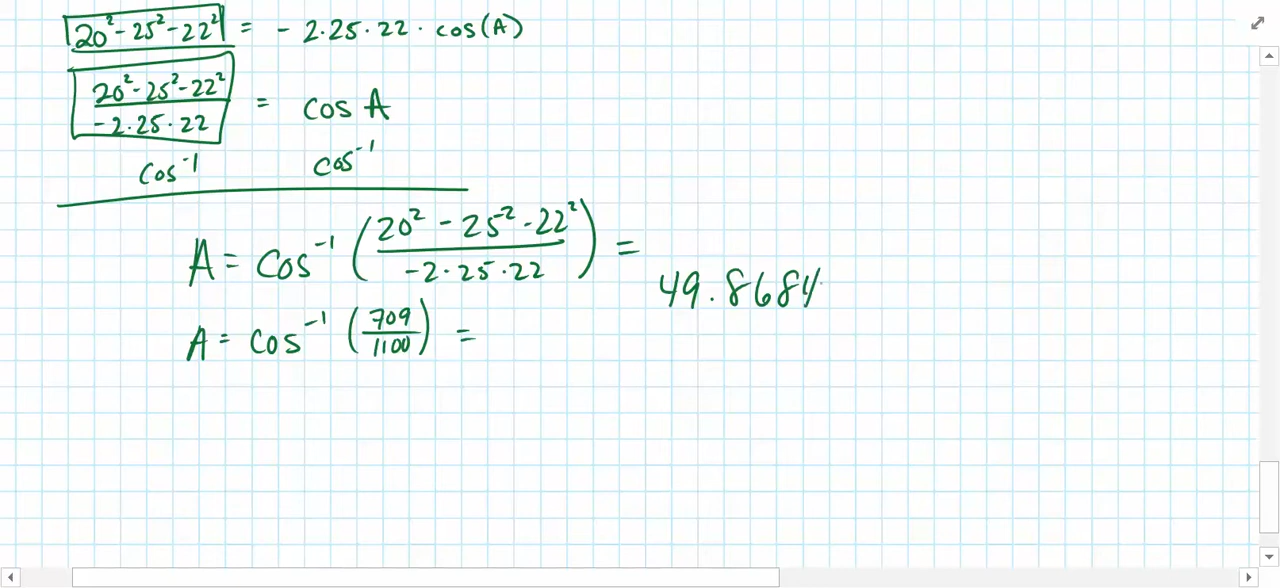 20² - 25² - 22² = - 2·25·22 · cos(A)
20² - 25² - 22² / -2·25·22 = cos A
cos⁻¹ cos⁻¹
A = cos⁻¹ (20² - 25² - 22² / -2·25·22) =
49.8684
A = cos⁻¹ (709/1100) =